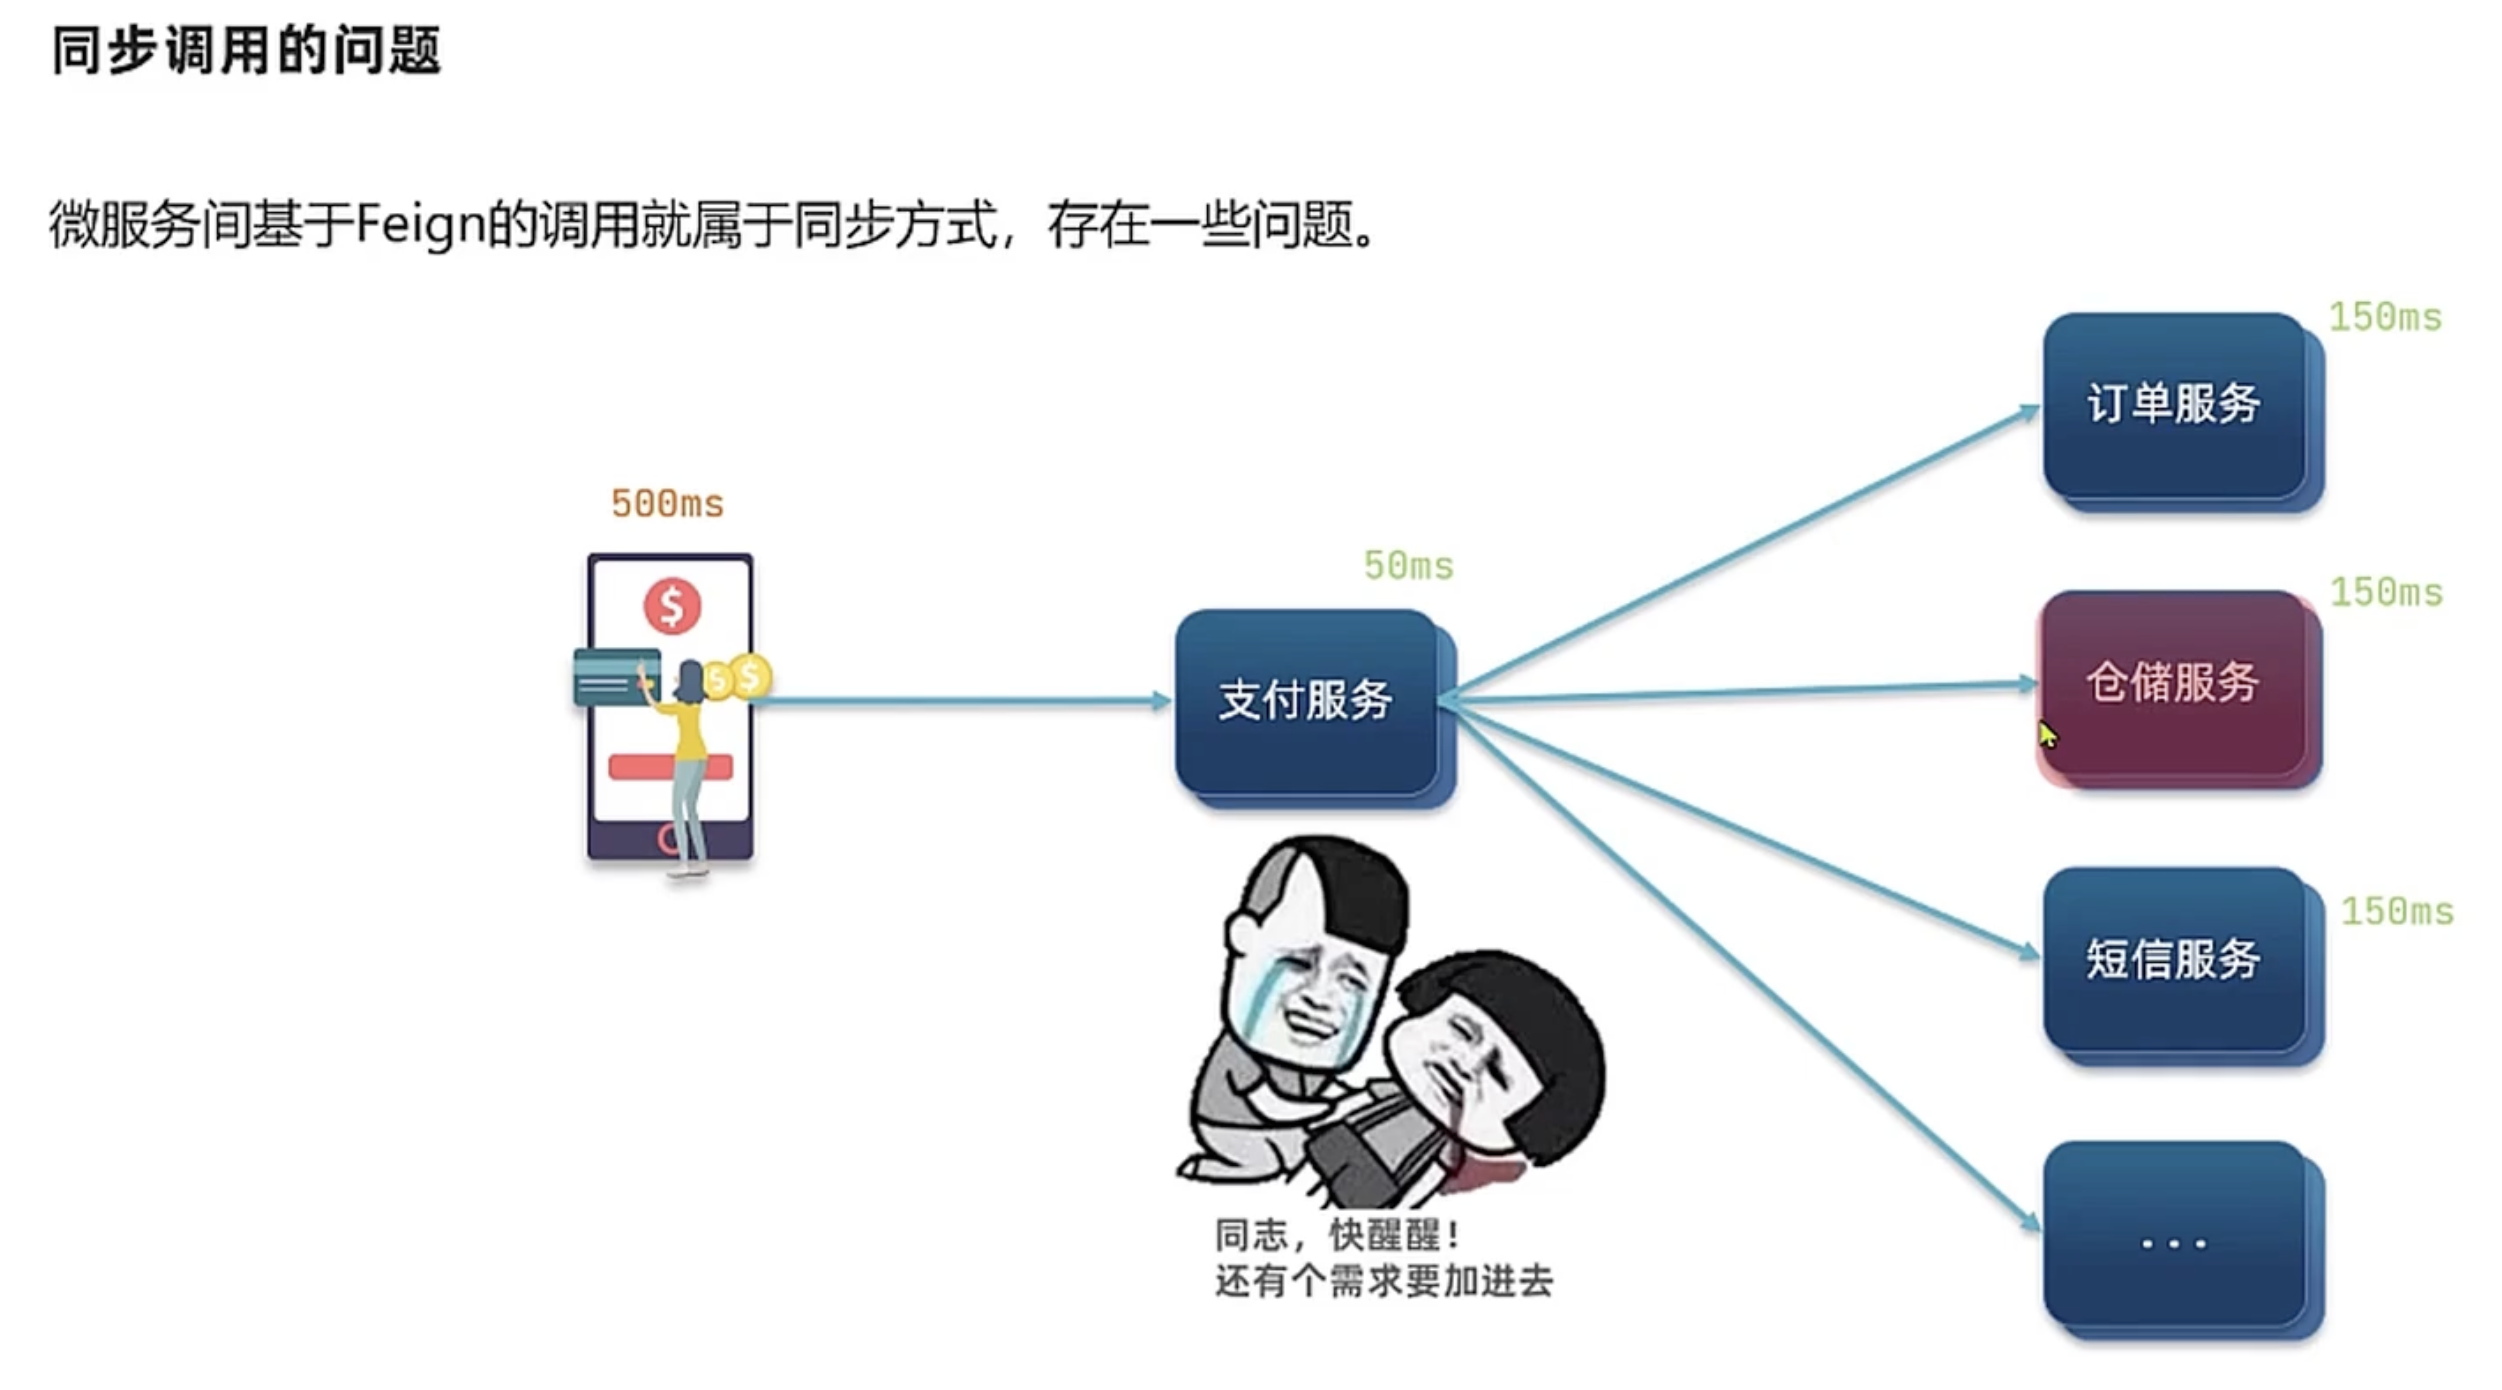 同步调用的问题
微服务间基于Feign的调用就属于同步方式，存在一些问题。
150ms
订单服务
500ms
50ms
150ms
$
$
$
支付服务
仓储服务
150ms
短信服务
同志，快醒醒！
还有个需求要加进去
...